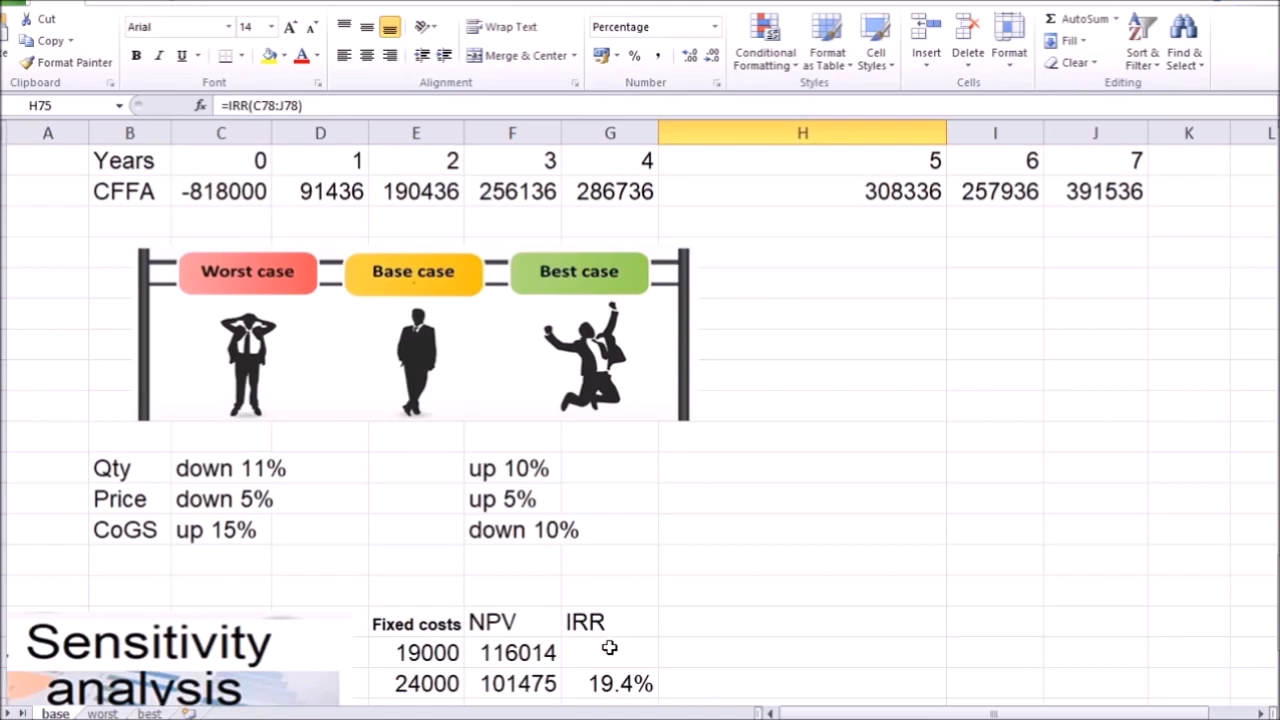 Cut
Arial 14
Wrap Text
Percentage
Copy
Format Painter
B I U
Merge & Center
% ,
Conditional Formatting
Format as Table
Cell Styles
Insert
Delete
Format
Σ AutoSum
Fill
Clear
Sort & Filter
Find & Select
Clipboard Font Alignment Number Styles Cells Editing
H75 fx =IRR(C78:J78)
A B C D E F G H I J K L
Years 0 1 2 3 4 5 6 7
CFFA -818000 91436 190436 256136 286736 308336 257936 391536
Worst case Base case Best case
Qty down 11% up 10%
Price down 5% up 5%
CoGS up 15% down 10%
Sensitivity
analysis
Fixed costs NPV IRR
19000 116014
24000 101475 19.4%
base worst best